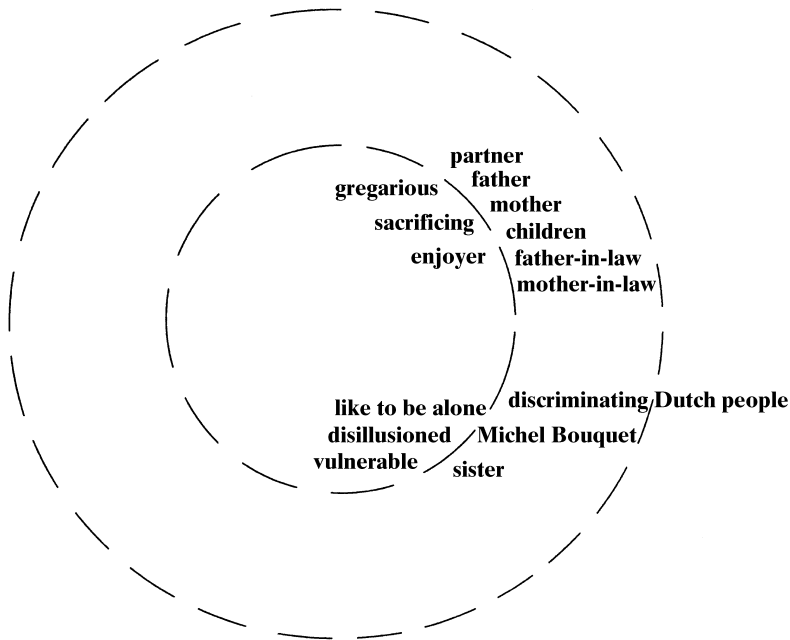 partner
father
gregarious
mother
sacrificing
children
enjoyer
father-in-law
mother-in-law
discriminating Dutch people
like to be alone
disillusioned
Michel Bouquet
vulnerable
sister